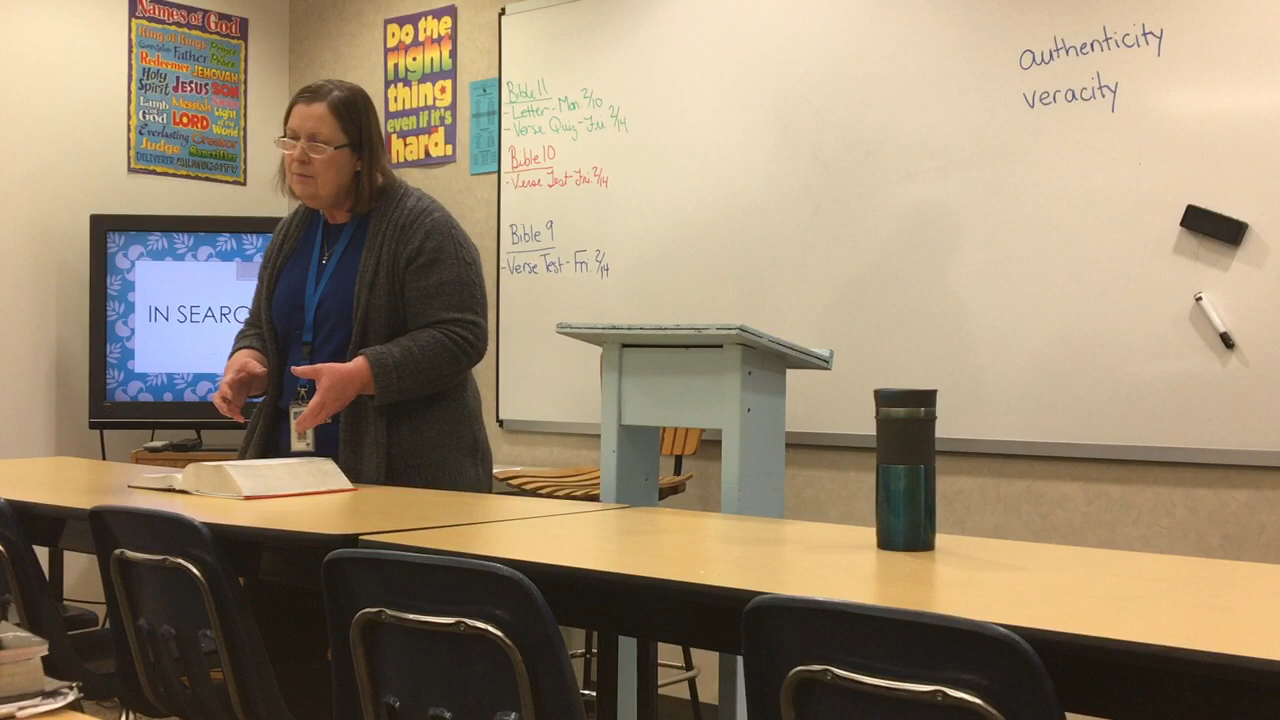 Names of God
King of Kings Prince of Peace
Father
Redeemer JEHOVAH
Holy Spirit JESUS SON
Lamb of God Messiah Light of the World
LORD
Everlasting Creator
Judge Sanctifier
DELIVERER ALMIGHTY
Do the
right
thing
even if it's
hard.
IN SEARC
Bible 11
- Letter - Mon. 2/10
- Verse Quiz - Fri. 2/14
Bible 10
- Verse Test - Fri. 2/14
Bible 9
- Verse Test - Fri. 2/14
authenticity
veracity